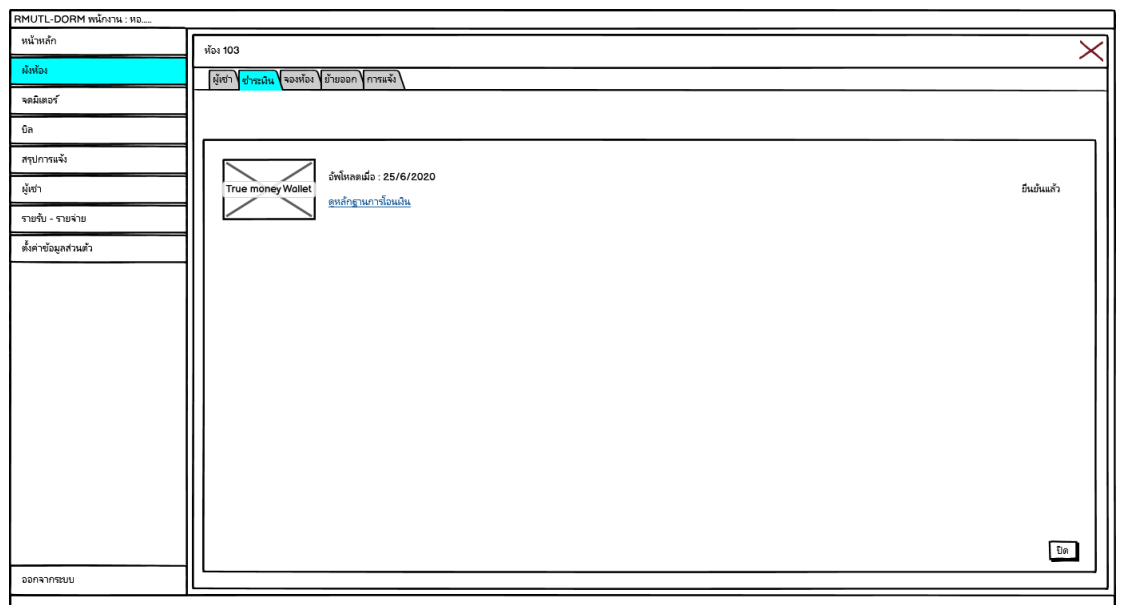 RMUTL-DORM พนักงาน : หอ.....
หน้าหลัก
ผังห้อง
จดมิเตอร์
บิล
สรุปการแจ้ง
ผู้เช่า
รายรับ - รายจ่าย
ตั้งค่าข้อมูลส่วนตัว
ออกจากระบบ
ห้อง 103
ผู้เช่า ชำระเงิน จองห้อง ย้ายออก การแจ้ง
True money Wallet
อัพโหลดเมื่อ : 25/6/2020
ดูหลักฐานการโอนเงิน
ยืนยันแล้ว
ปิด